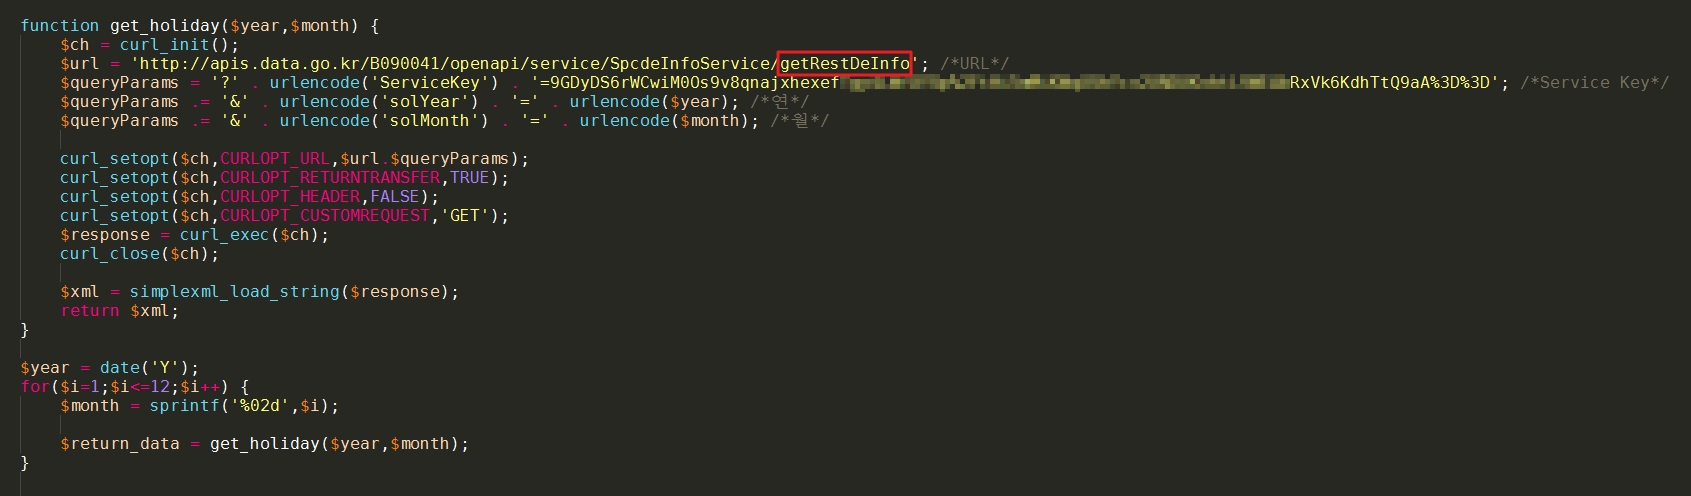 function get_holiday($year,$month) {
$ch = curl_init();
$url = 'http://apis.data.go.kr/B090041/openapi/service/SpcdeInfoService/getRestDeInfo'; /*URL*/
$queryParams = '?' . urlencode('ServiceKey') . '=9GDyDS6rWCwiM0Os9v8qnajxhexef RxVk6KdhTtQ9aA%3D%3D'; /*Service Key*/
$queryParams .= '&' . urlencode('solYear') . '=' . urlencode($year); /*연*/
$queryParams .= '&' . urlencode('solMonth') . '=' . urlencode($month); /*월*/
curl_setopt($ch,CURLOPT_URL,$url.$queryParams);
curl_setopt($ch,CURLOPT_RETURNTRANSFER,TRUE);
curl_setopt($ch,CURLOPT_HEADER,FALSE);
curl_setopt($ch,CURLOPT_CUSTOMREQUEST,'GET');
$response = curl_exec($ch);
curl_close($ch);
$xml = simplexml_load_string($response);
return $xml;
}
$year = date('Y');
for($i=1;$i<=12;$i++) {
$month = sprintf('%02d',$i);
$return_data = get_holiday($year,$month);
}